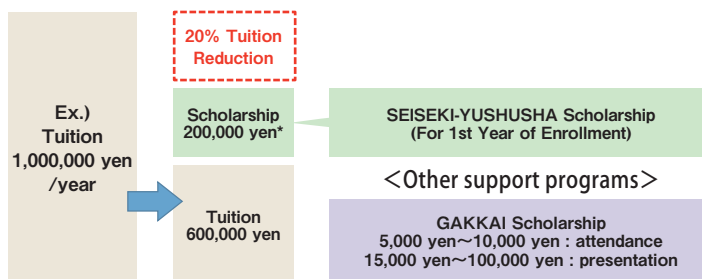 Ex.)
Tuition
1,000,000 yen
/year
20% Tuition
Reduction
Scholarship
200,000 yen*
Tuition
600,000 yen
SEISEKI-YUSHUSHA Scholarship
(For 1st Year of Enrollment)
<Other support programs>
GAKKAI Scholarship
5,000 yen～10,000 yen : attendance
15,000 yen～100,000 yen : presentation